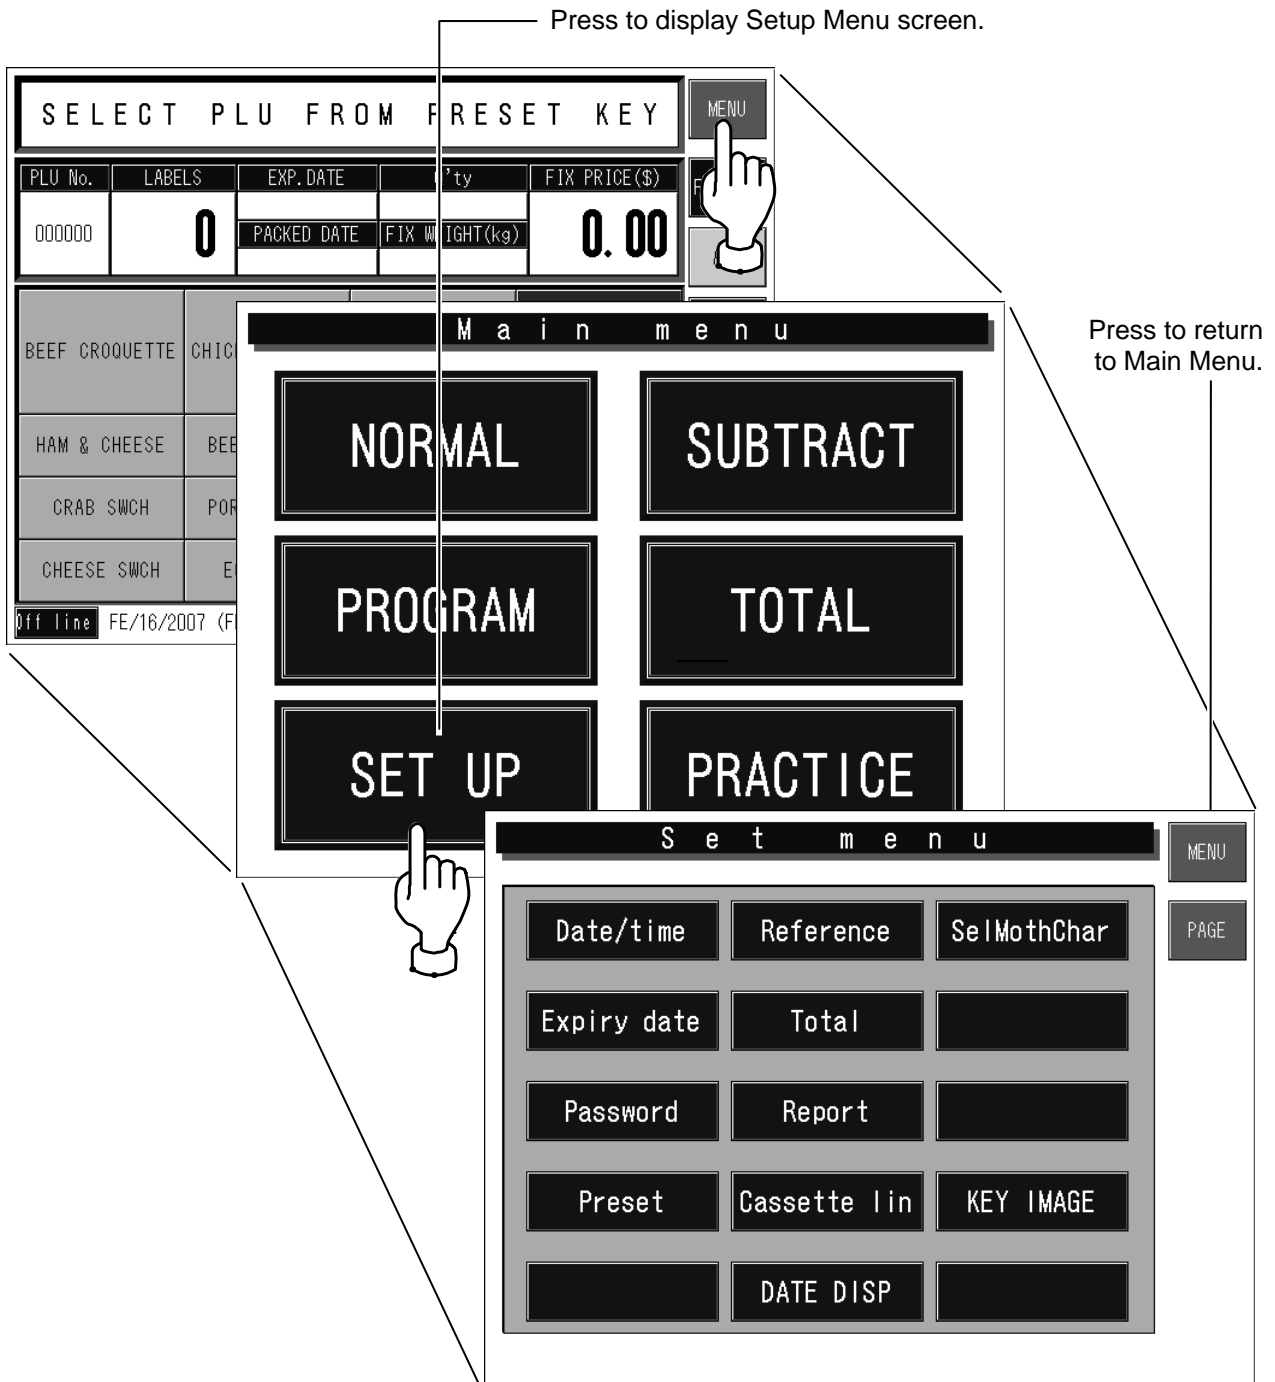 Press to display Setup Menu screen.
SELECT PLU FROM PRESET KEY
MENU
PLU No. LABELS EXP.DATE FIX PRICE($)
000000 0 PACKED DATE FIX WEIGHT(kg) 0.00
BEEF CROQUETTE
HAM & CHEESE
CRAB SWCH
CHEESE SWCH
Off line FE/16/2007
Main menu
Press to return
to Main Menu.
NORMAL SUBTRACT
PROGRAM TOTAL
SET UP PRACTICE
Set menu
MENU
Date/time Reference SelMothChar
PAGE
Expiry date Total
Password Report
Preset Cassette lin KEY IMAGE
DATE DISP